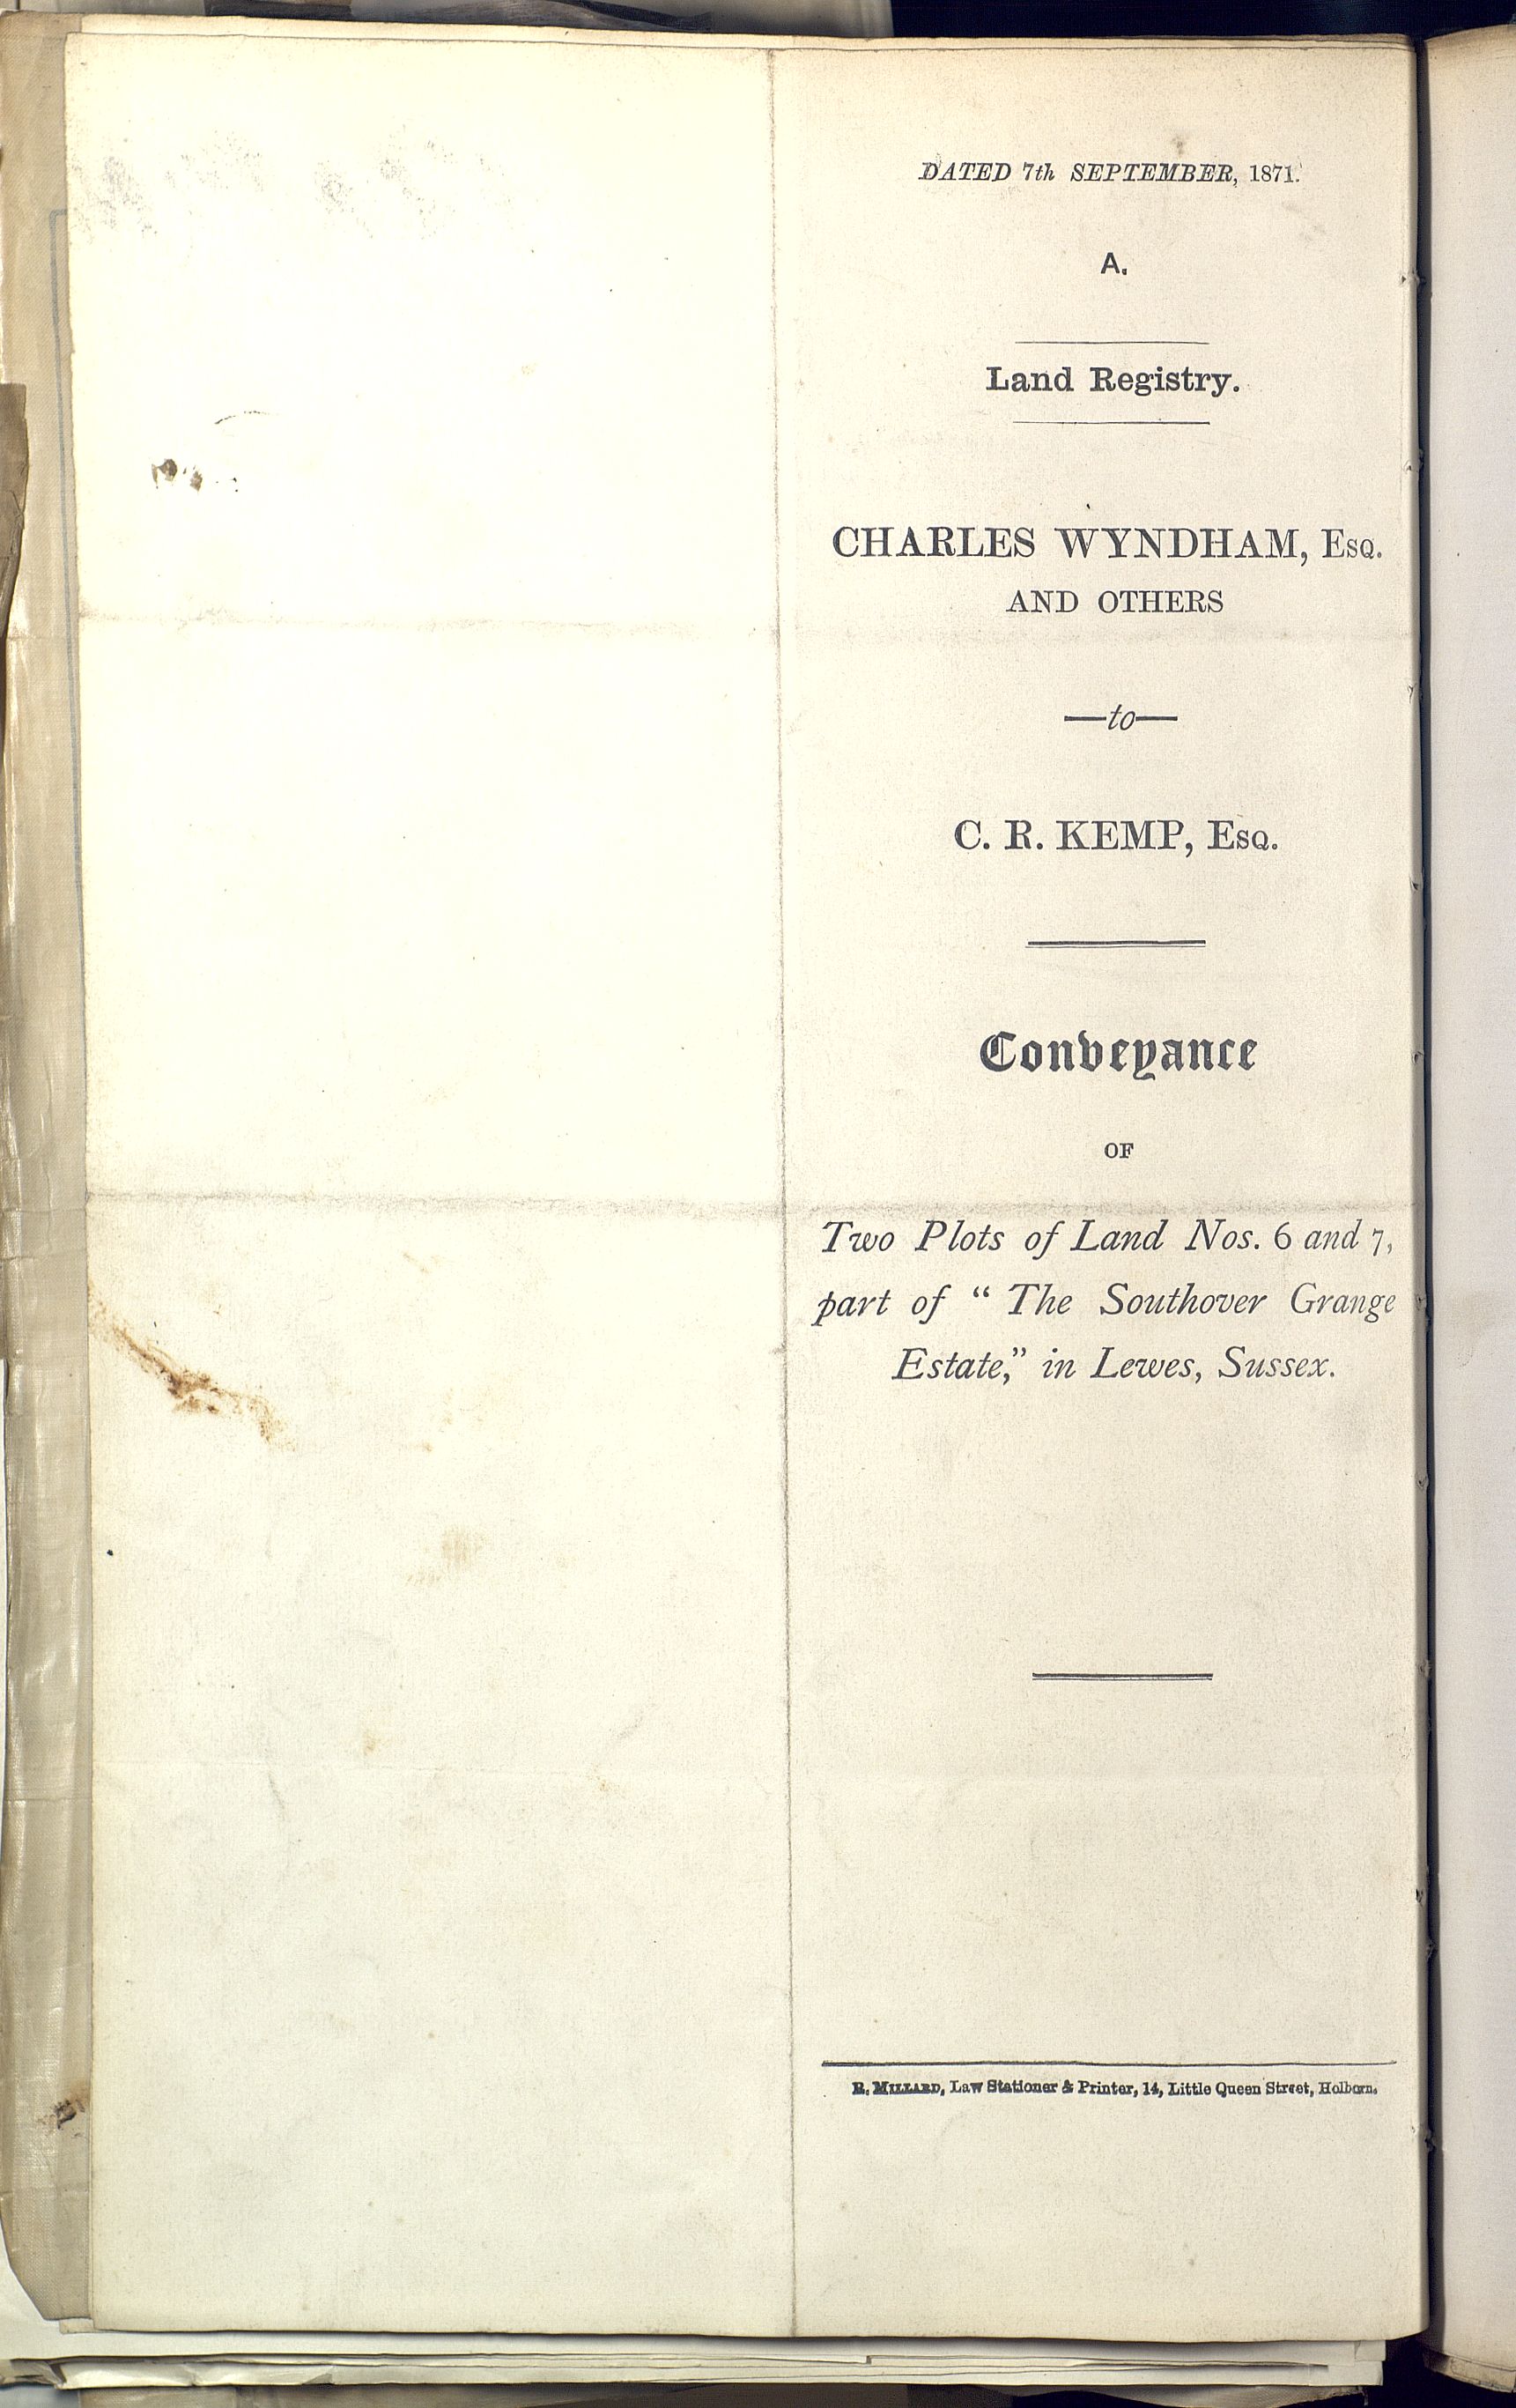 DATED 7th SEPTEMBER, 1871.
A.
Land Registry.
CHARLES WYNDHAM, Esq.
AND OTHERS
—to—
C. R. KEMP, Esq.
Conveyance
OF
Two Plots of Land Nos. 6 and 7,
part of “ The Southover Grange
Estate,” in Lewes, Sussex.
R. Millard, Law Stationer & Printer, 14, Little Queen Street, Holborn.